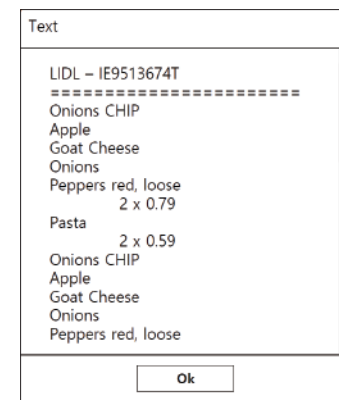 Text
LIDL – IE9513674T
=======================
Onions CHIP
Apple
Goat Cheese
Onions
Peppers red, loose
2 x 0.79
Pasta
2 x 0.59
Onions CHIP
Apple
Goat Cheese
Onions
Peppers red, loose
Ok